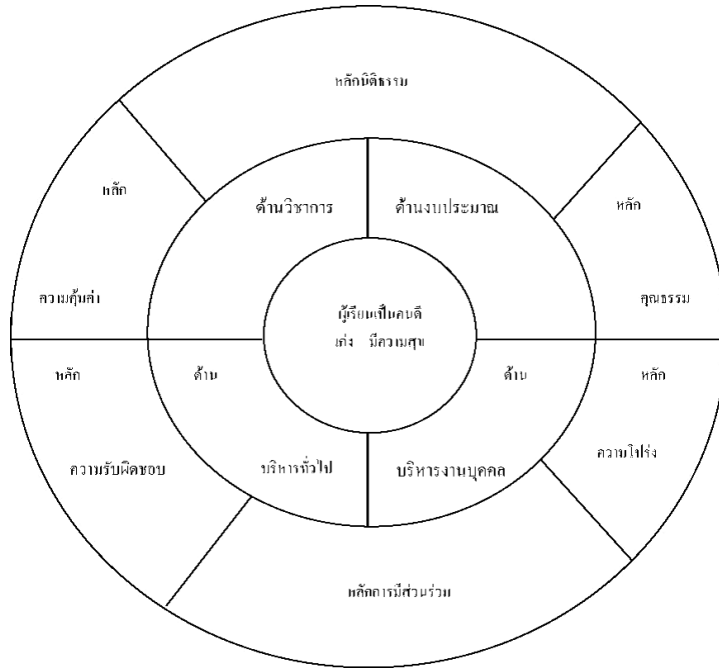 หลักนิติธรรม
หลัก
ความคุ้มค่า
หลัก
คุณธรรม
ด้านวิชาการ
ด้านงบประมาณ
ผู้เรียนเป็นคนดี
เก่ง มีความสุข
หลัก
ความรับผิดชอบ
ด้าน
บริหารทั่วไป
ด้าน
บริหารงานบุคคล
หลัก
ความโปร่ง
หลักการมีส่วนร่วม